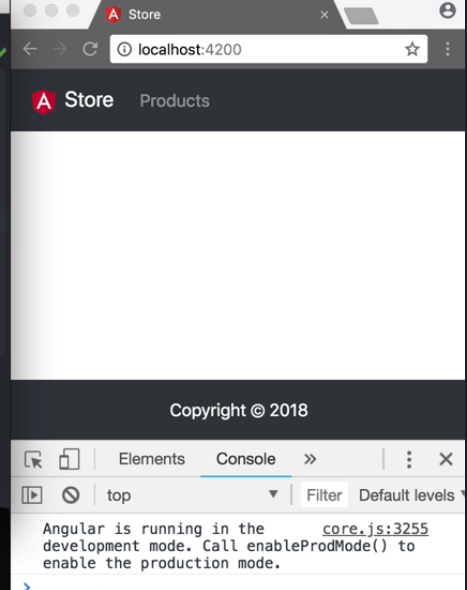 Store
localhost:4200
Store Products
Copyright © 2018
Elements Console »
top Filter Default levels
Angular is running in the core.js:3255
development mode. Call enableProdMode() to
enable the production mode.